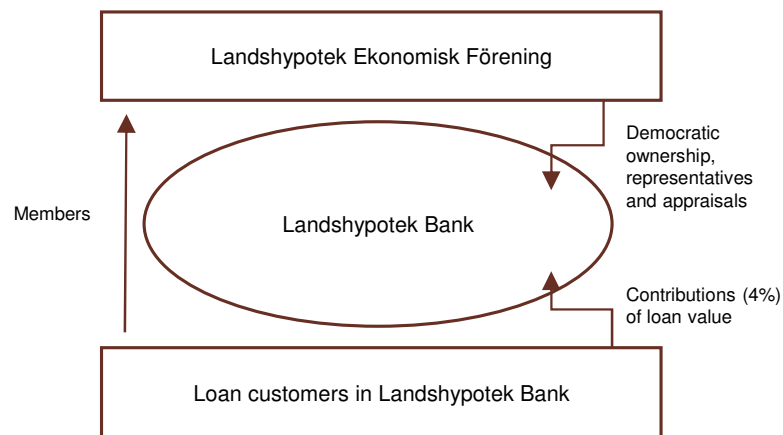 Landshypotek Ekonomisk Förening
Democratic
ownership,
representatives
and appraisals
Members
Landshypotek Bank
Contributions (4%)
of loan value
Loan customers in Landshypotek Bank